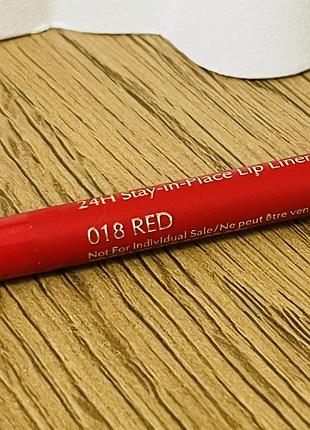 24H Stay-in-Place Lip Liner
018 RED
Not For Individual Sale/Ne peut être ven